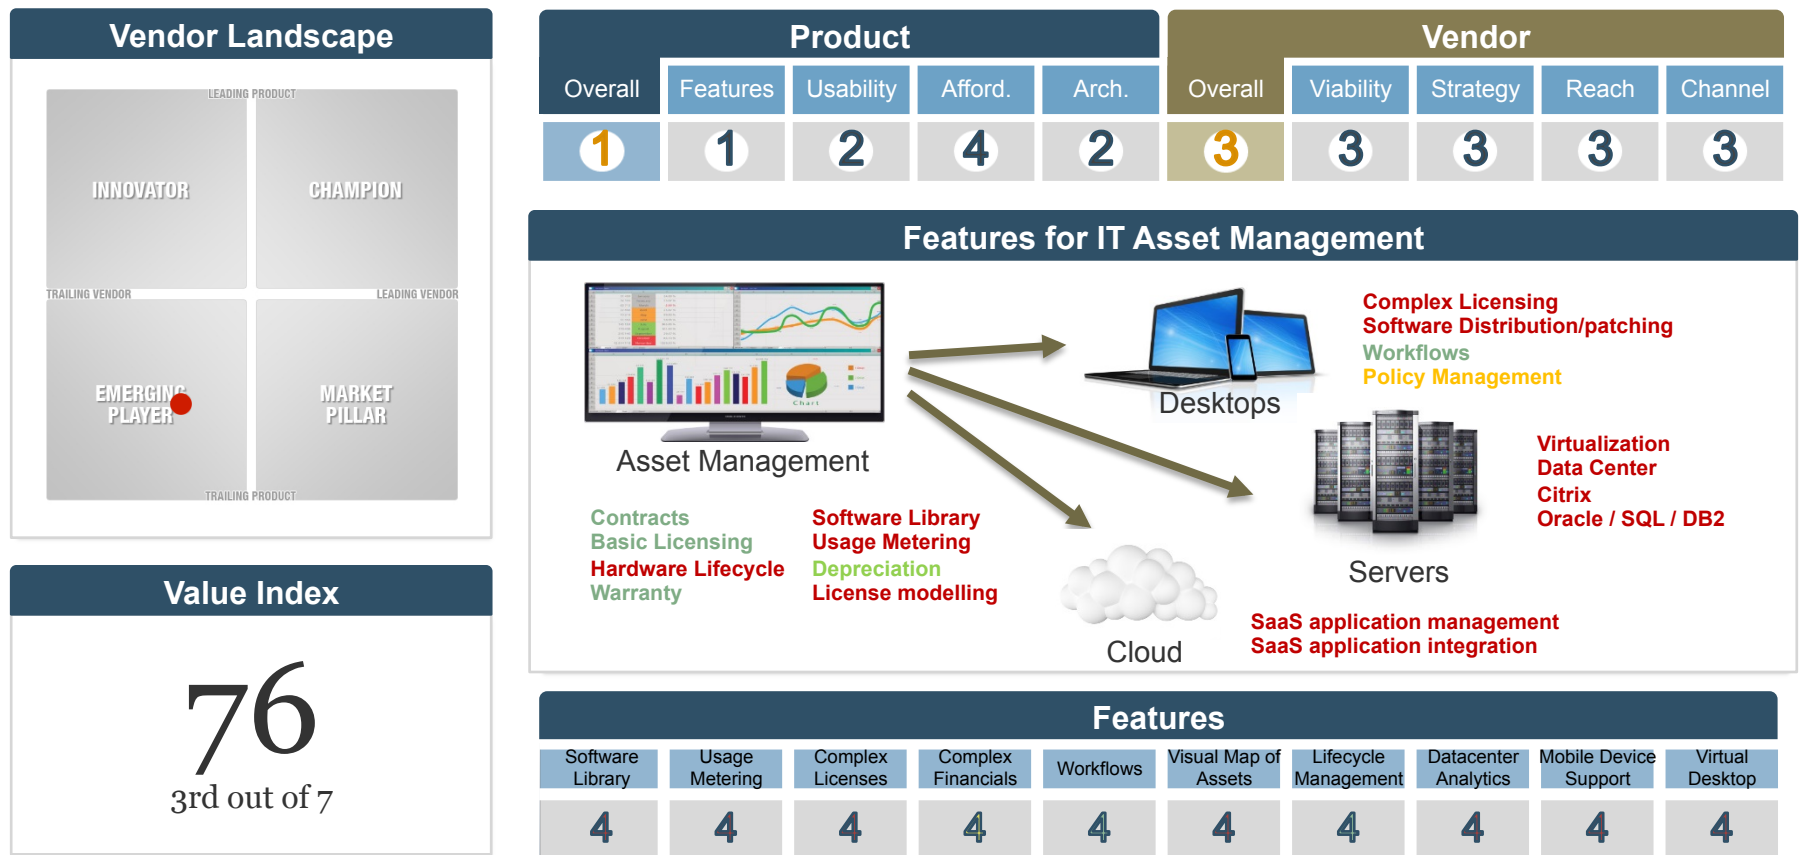 Vendor Landscape
LEADING PRODUCT
INNOVATOR
CHAMPION
TRAILING VENDOR
LEADING VENDOR
EMERGING
PLAYER
MARKET
PILLAR
TRAILING PRODUCT
Value Index
76
3rd out of 7
Product
Vendor
Overall
Features
Usability
Afford.
Arch.
Overall
Viability
Strategy
Reach
Channel
1
1
2
4
2
3
3
3
3
3
Features for IT Asset Management
Chart
Asset Management
Contracts
Basic Licensing
Hardware Lifecycle
Warranty
Software Library
Usage Metering
Depreciation
License modelling
Desktops
Complex Licensing
Software Distribution/patching
Workflows
Policy Management
Servers
Virtualization
Data Center
Citrix
Oracle / SQL / DB2
Cloud
SaaS application management
SaaS application integration
Features
Software
Library
Usage
Metering
Complex
Licenses
Complex
Financials
Workflows
Visual Map of
Assets
Lifecycle
Management
Datacenter
Analytics
Mobile Device
Support
Virtual
Desktop
4
4
4
4
4
4
4
4
4
4